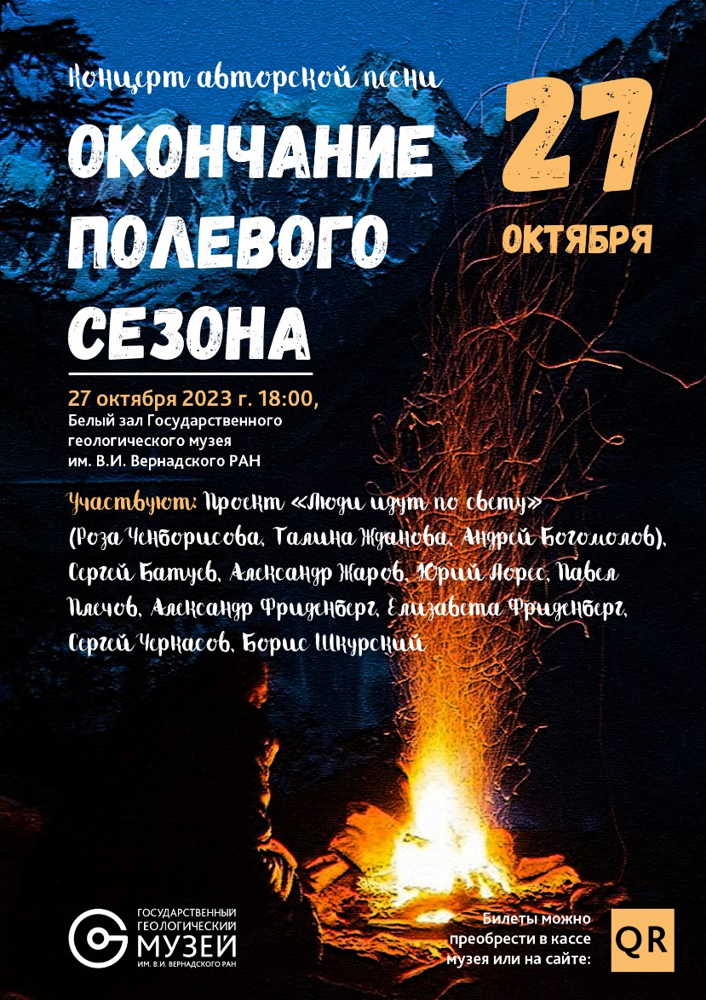 Концерт авторской песни
ОКОНЧАНИЕ
ПОЛЕВОГО
СЕЗОНА
27
ОКТЯБРЯ
27 октября 2023 г. 18:00,
Белый зал Государственного
геологического музея
им. В.И. Вернадского РАН
Участвуют: Проект «Люди идут по свету»
(Роза Ченборисова, Галина Жданова, Андрей Богомолов),
Сергей Батуев, Александр Жаров, Юрий Лорес, Павел
Плечов, Александр Фриденберг, Елизавета Фриденберг,
Сергей Черкасов, Борис Шкурский
ГОСУДАРСТВЕННЫЙ
ГЕОЛОГИЧЕСКИЙ
МУЗЕЙ
ИМ. В.И. ВЕРНАДСКОГО РАН
Билеты можно
преобрести в кассе
музея или на сайте:
QR